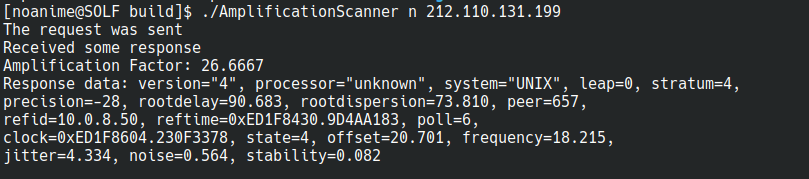 [noanime@SOLF build]$ ./AmplificationScanner n 212.110.131.199
The request was sent
Received some response
Amplification Factor: 26.6667
Response data: version="4", processor="unknown", system="UNIX", leap=0, stratum=4,
precision=-28, rootdelay=90.683, rootdispersion=73.810, peer=657,
refid=10.0.8.50, reftime=0xED1F8430.9D4AA183, poll=6,
clock=0xED1F8604.230F3378, state=4, offset=20.701, frequency=18.215,
jitter=4.334, noise=0.564, stability=0.082